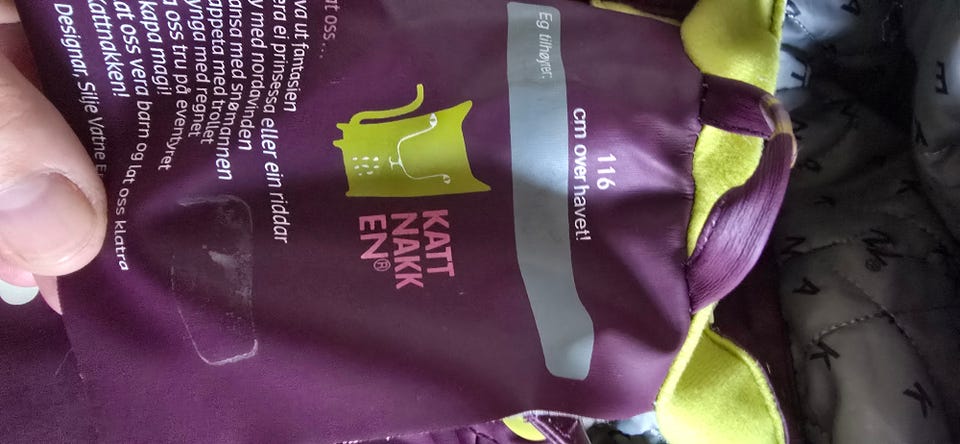 Eg tilhøyrer:
116
cm over havet!
KATT
NAKK
EN®
at oss...
va ut fantasien
era ei prinsessa eller ein riddar
y med nordavinden
ansa med snømannen
appeta med trollet
ynga med regnet
oss tru på eventyret
kapa magi!
at oss vera barn og lat oss klatra
Kattnakken!
Designar, Silje Vatne